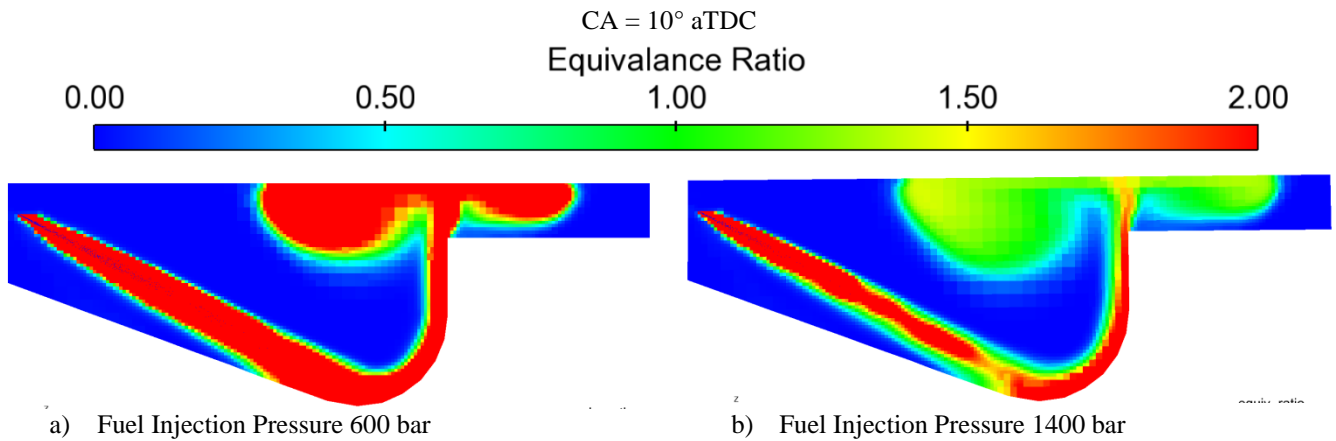 CA = 10° aTDC
Equivalance Ratio
0.00 0.50 1.00 1.50 2.00
z
z
a) Fuel Injection Pressure 600 bar
b) Fuel Injection Pressure 1400 bar